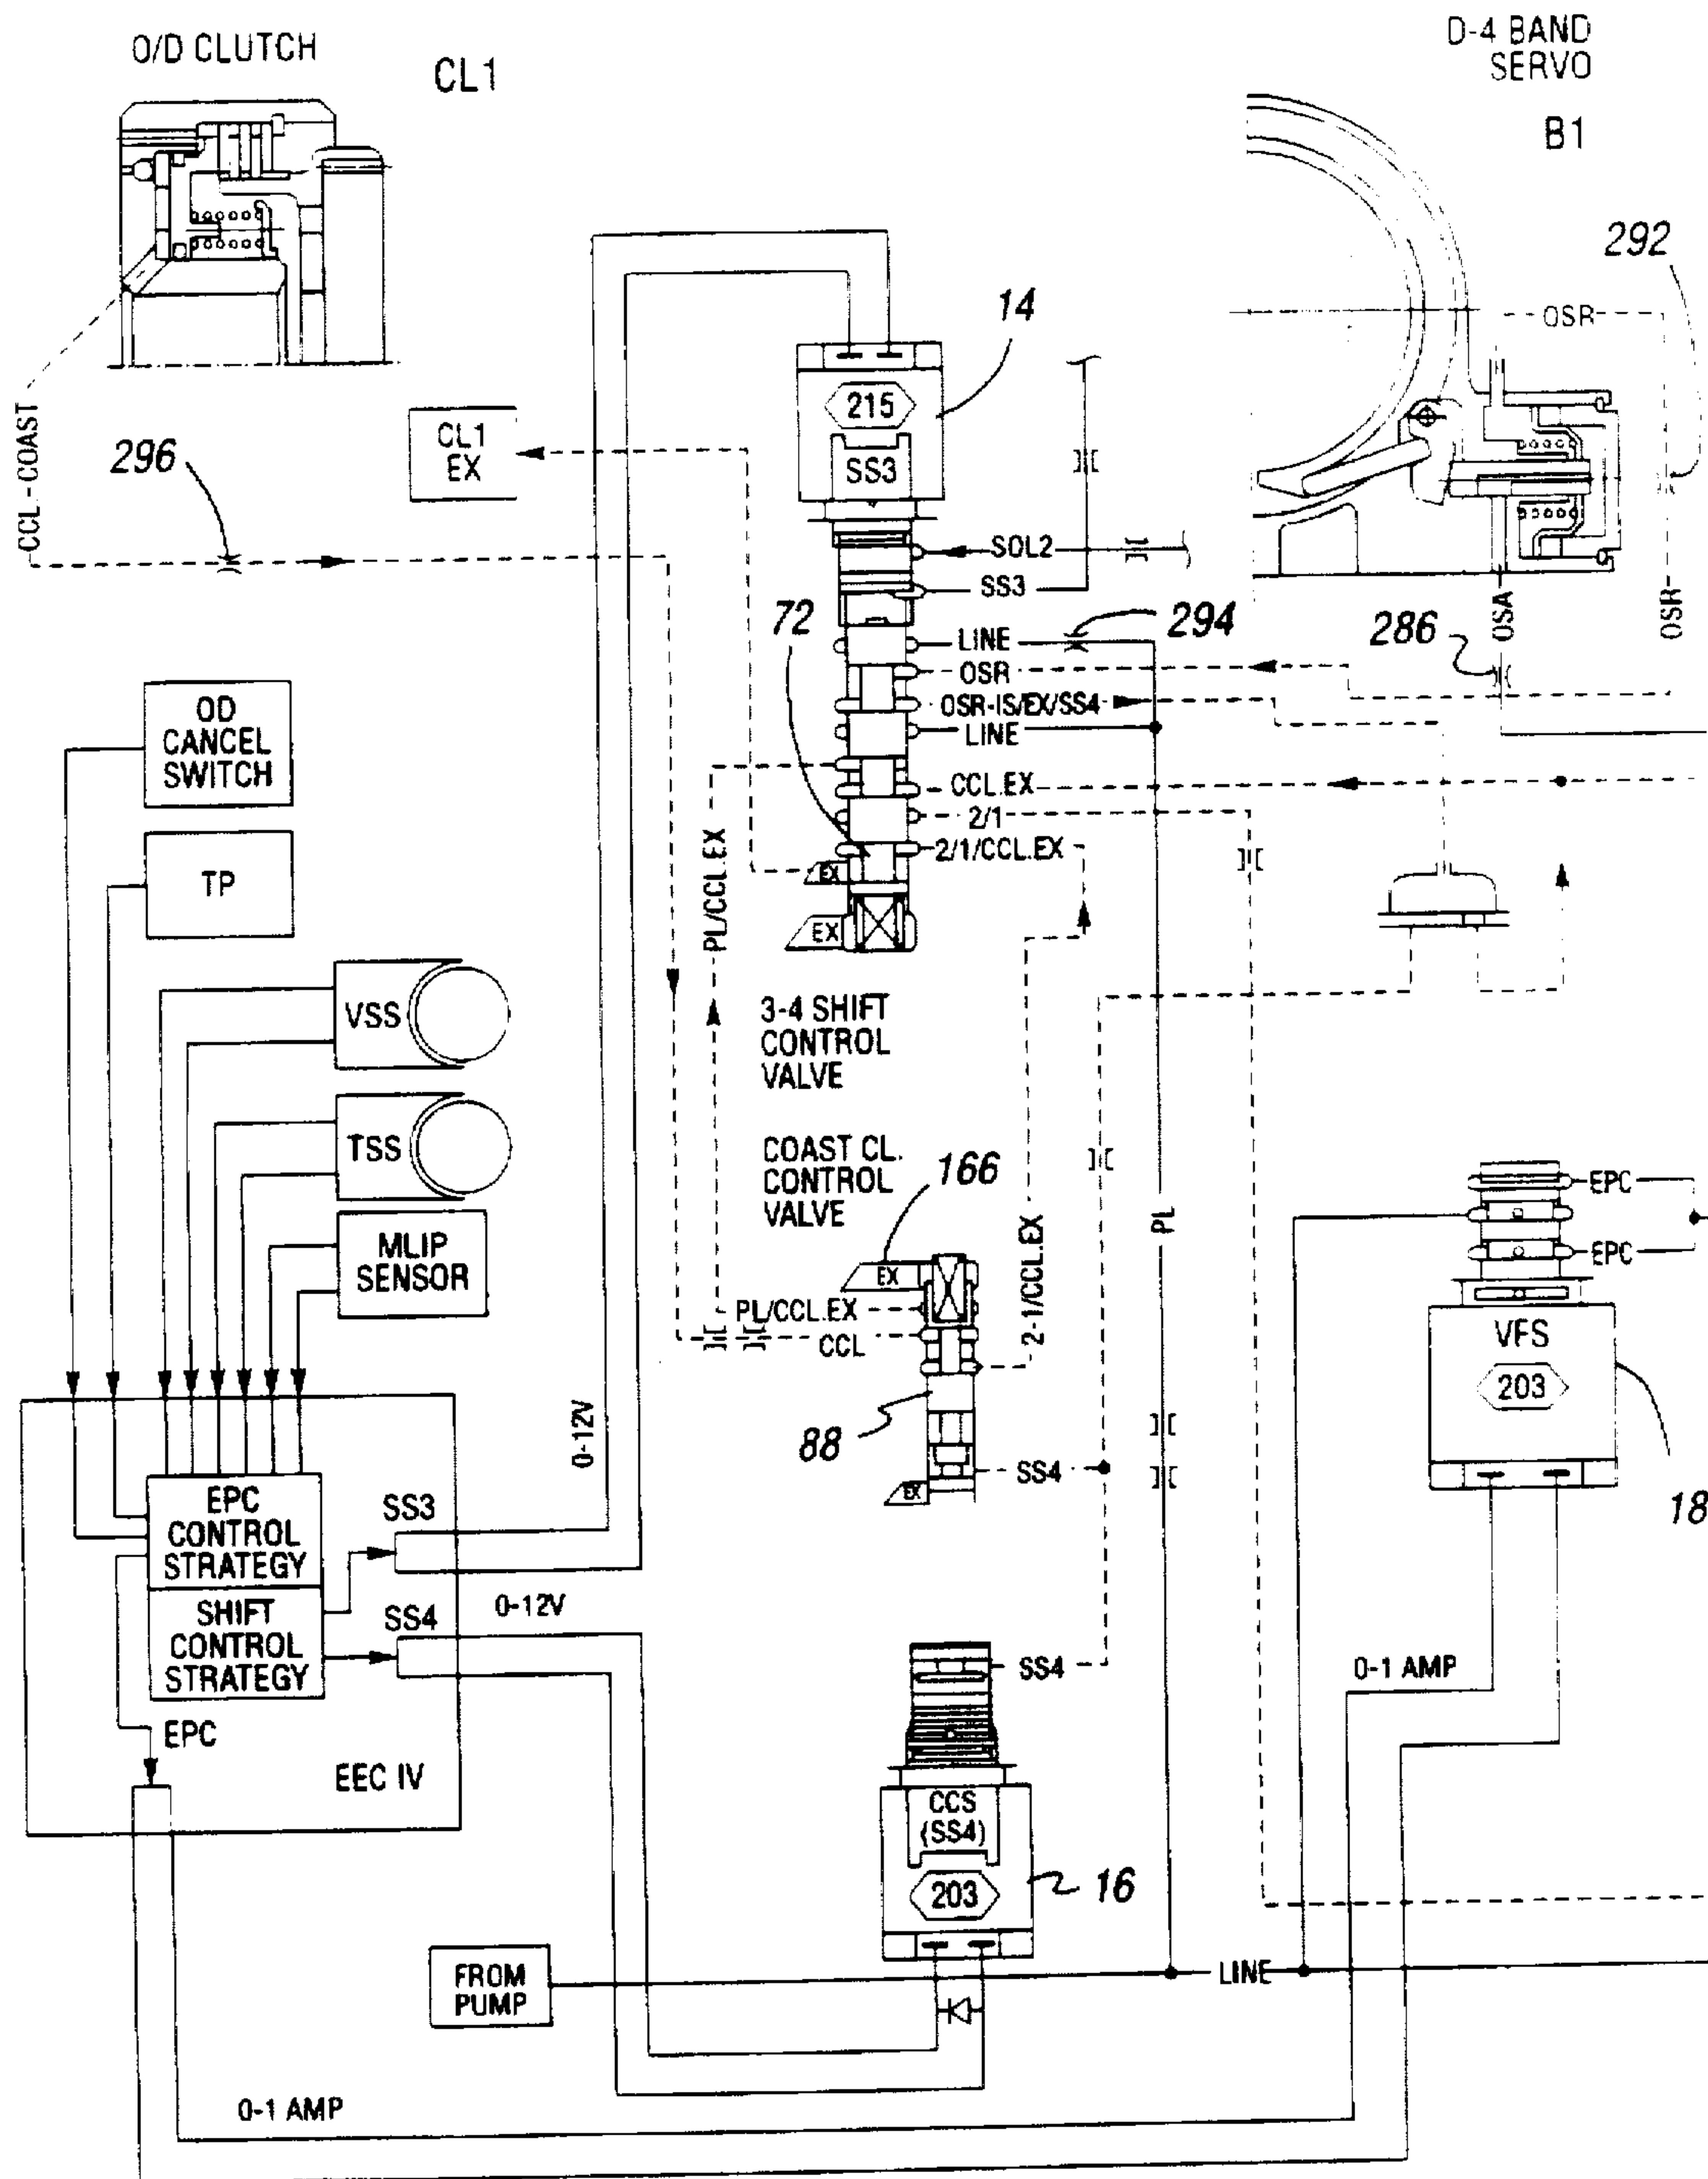 O/D CLUTCH
CL1
D-4 BAND
SERVO
B1
292
OSR
14
215
SS3
CL1
EX
296
CCL-COAST
SOL2
SS3
72
LINE
294
OSR
286
OSA
OSR
OSR-IS/EX/SS4
LINE
OD
CANCEL
SWITCH
CCL.EX
2/1
2/1/CCL.EX
TP
EX
PL/CCL.EX
EX
VSS
3-4 SHIFT
CONTROL
VALVE
TSS
COAST CL.
CONTROL
VALVE
166
MLIP
SENSOR
EX
PL/CCL.EX
CCL
2-1/CCL.EX
PL
EPC
EPC
VFS
203
88
0-12V
SS4
EX
18
EPC
CONTROL
STRATEGY
SS3
SHIFT
CONTROL
STRATEGY
SS4
0-12V
SS4
0-1 AMP
EPC
EEC IV
CCS
(SS4)
203
16
FROM
PUMP
LINE
0-1 AMP